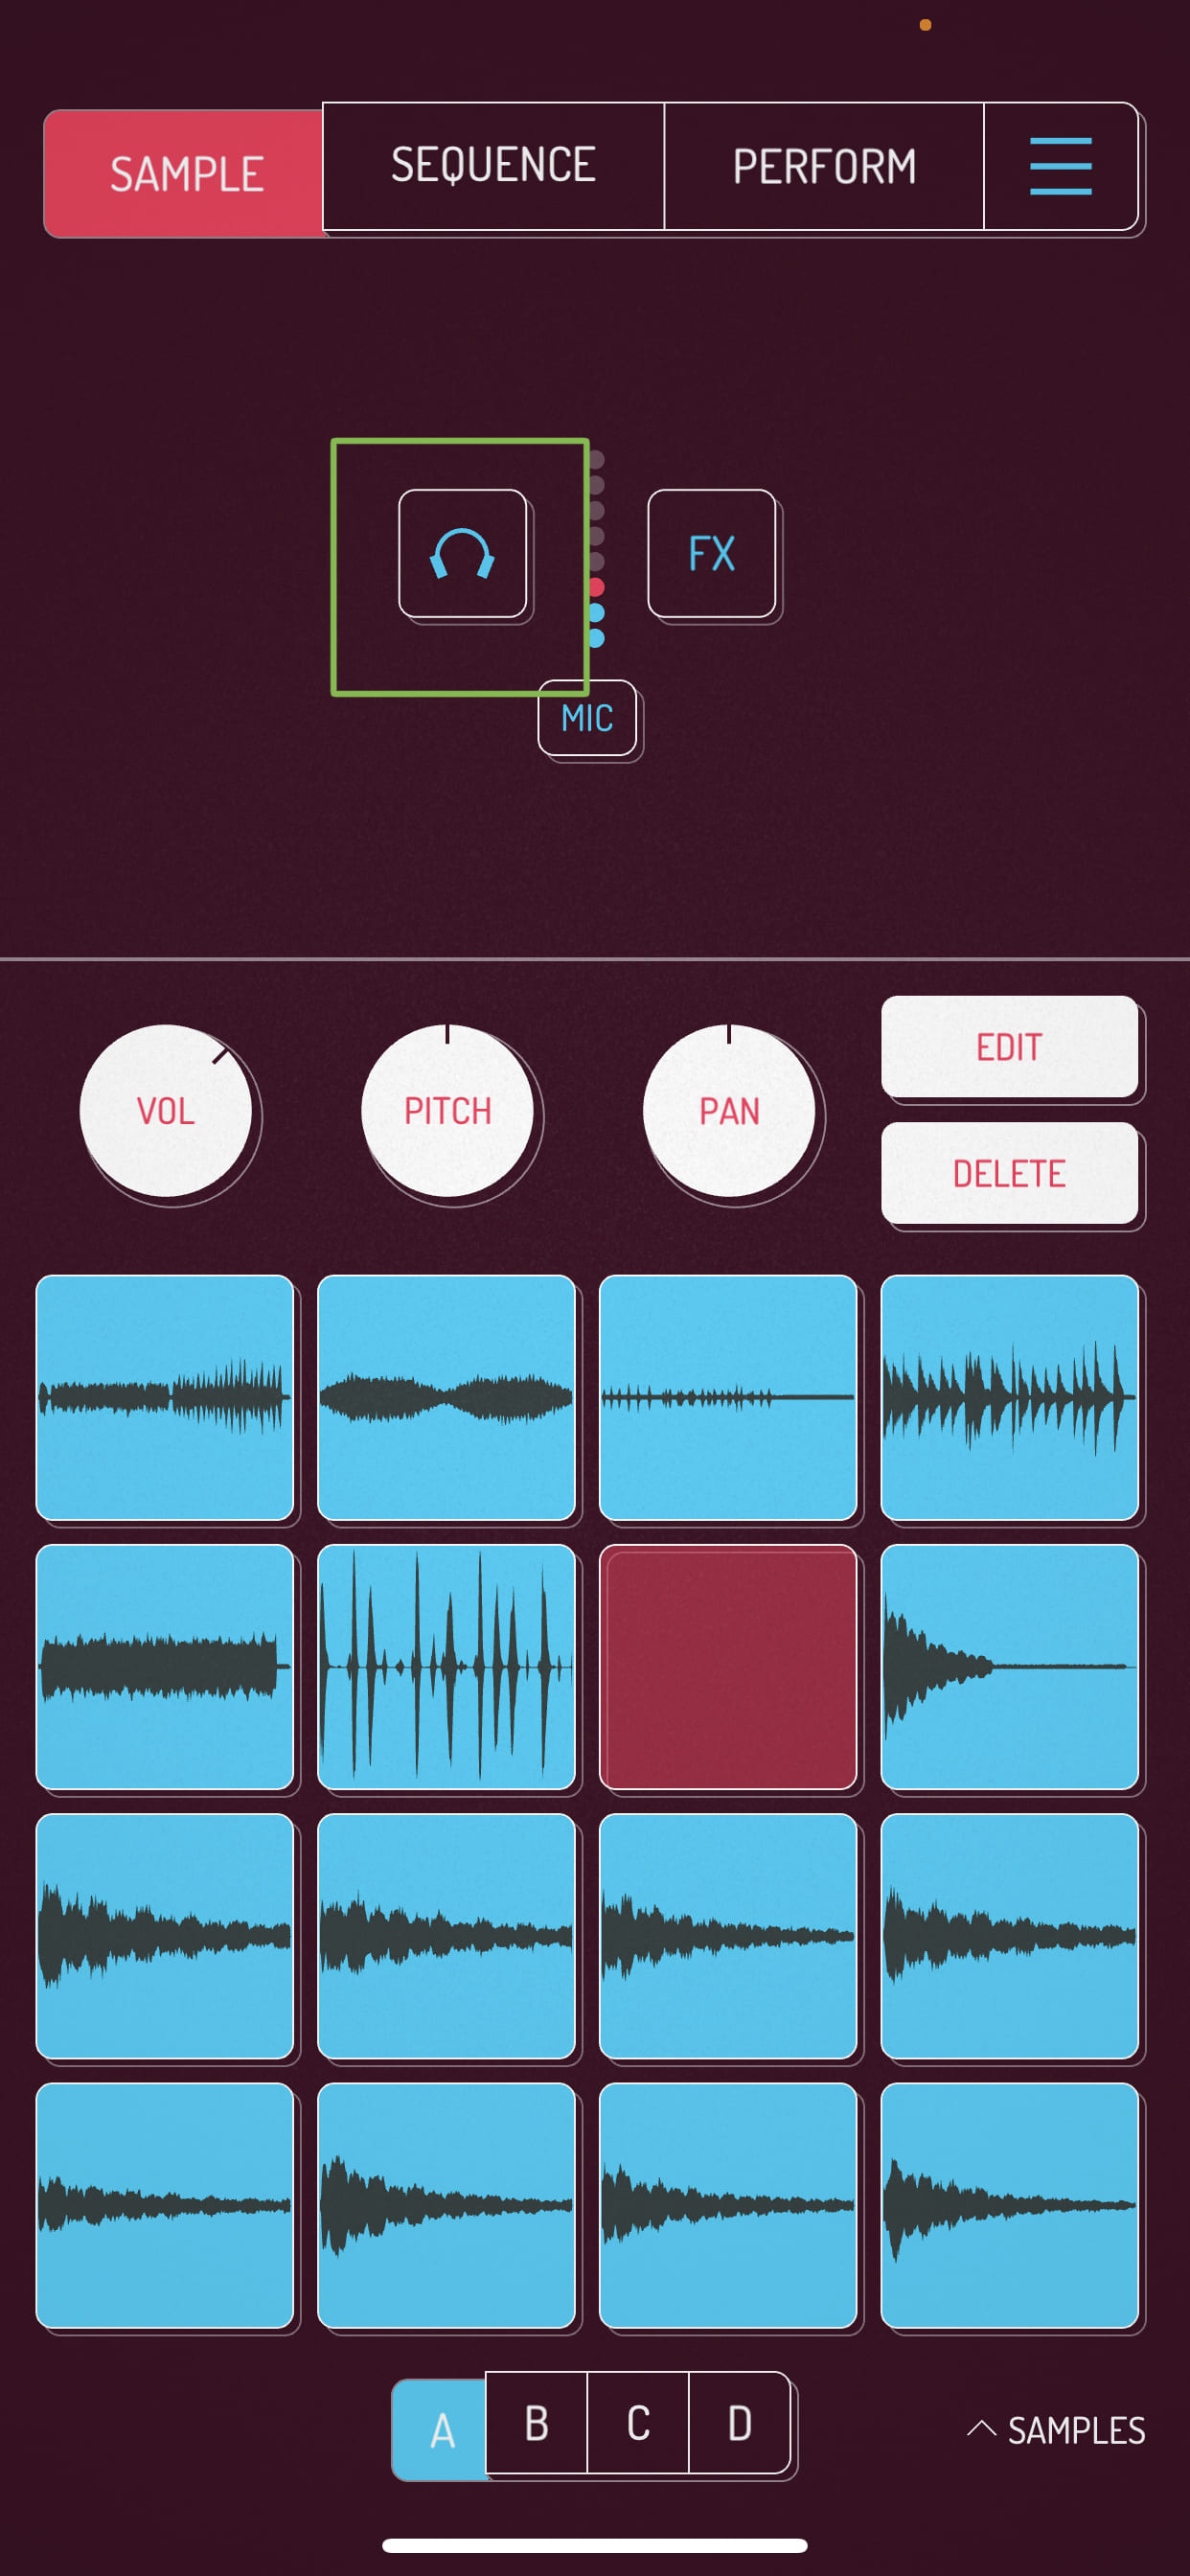 SAMPLE SEQUENCE PERFORM
FX
MIC
VOL PITCH PAN EDIT
DELETE
A B C D SAMPLES